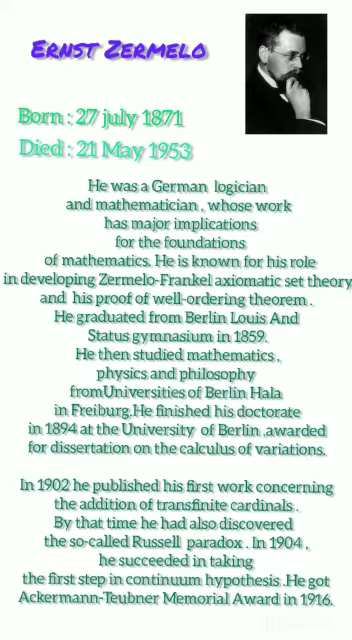 Ernst Zermelo
Born : 27 july 1871
Died : 21 May 1953
He was a German logician
and mathematician , whose work
has major implications
for the foundations
of mathematics. He is known for his role
in developing Zermelo-Frankel axiomatic set theory
and his proof of well-ordering theorem .
He graduated from Berlin Louis And
Status gymnasium in 1859.
He then studied mathematics ,
physics and philosophy
fromUniversities of Berlin Hala
in Freiburg.He finished his doctorate
in 1894 at the University of Berlin ,awarded
for dissertation on the calculus of variations.
In 1902 he published his first work concerning
the addition of transfinite cardinals .
By that time he had also discovered
the so-called Russell paradox . In 1904 ,
he succeeded in taking
the first step in continuum hypothesis .He got
Ackermann-Teubner Memorial Award in 1916.